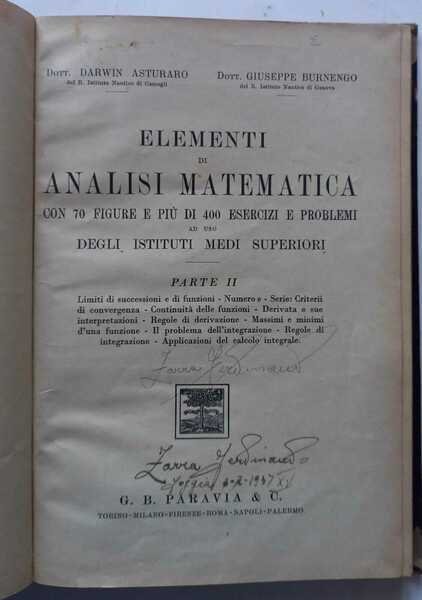 Dott. DARWIN ASTURARO
del R. Istituto Nautico di Camogli
Dott. GIUSEPPE BURNENGO
del R. Istituto Nautico di Genova
ELEMENTI
DI
ANALISI MATEMATICA
CON 70 FIGURE E PIÙ DI 400 ESERCIZI E PROBLEMI
AD USO
DEGLI ISTITUTI MEDI SUPERIORI
PARTE II
Limiti di successioni e di funzioni - Numero e - Serie: Criterii
di convergenza - Continuità delle funzioni - Derivata e sue
interpretazioni - Regole di derivazione - Massimi e minimi
d'una funzione - Il problema dell'integrazione - Regole di
integrazione - Applicazioni del calcolo integrale.
Zarra Ferdinando
Zarra Ferdinando
1937
G. B. PARAVIA & C.
TORINO-MILANO-FIRENZE-ROMA-NAPOLI-PALERMO